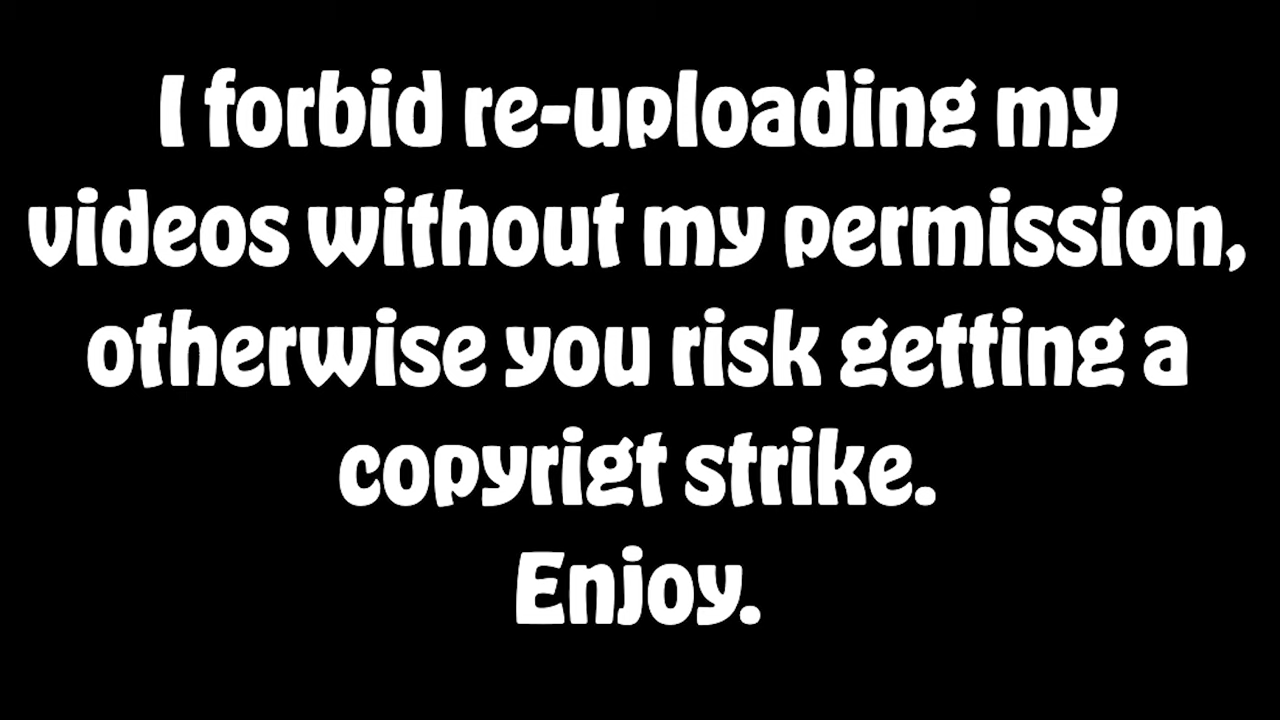 I forbid re-uploading my
videos without my permission,
otherwise you risk getting a
copyrigt strike.
Enjoy.